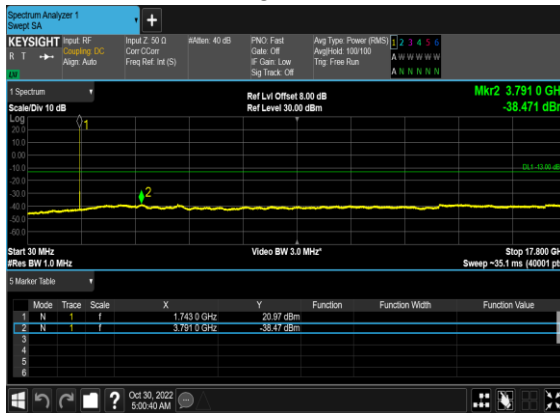 Spectrum Analyzer 1
Swept SA
+
KEYSIGHT Input: RF Input Z: 50 Ω #Atten: 40 dB PNO: Fast Avg Type: Power (RMS) 1 2 3 4 5 6
R T Coupling: DC Corr CCorr Gate: Off Avg|Hold: 100/100 A W W W W W
Align: Auto Freq Ref: Int (S) IF Gain: Low Trig: Free Run
Sig Track: Off A N N N N N
1 Spectrum Ref Lvl Offset 8.00 dB Mkr2 3.791 0 GH
Scale/Div 10 dB Ref Level 30.00 dBm -38.471 dB
Log
20.0 1
10.0
0.00
-10.0 DL1 -13.00 dB
-20.0
-30.0 2
-40.0
-50.0
-60.0
Start 30 MHz Video BW 3.0 MHz* Stop 17.800 GH
#Res BW 1.0 MHz Sweep ~35.1 ms (40001 pt
5 Marker Table
Mode Trace Scale X Y Function Function Width Function Value
1 N 1 f 1.743 0 GHz 20.97 dBm
2 N 1 f 3.791 0 GHz -38.47 dBm
3
4
5
6
? Oct 30, 2022
5:00:40 AM